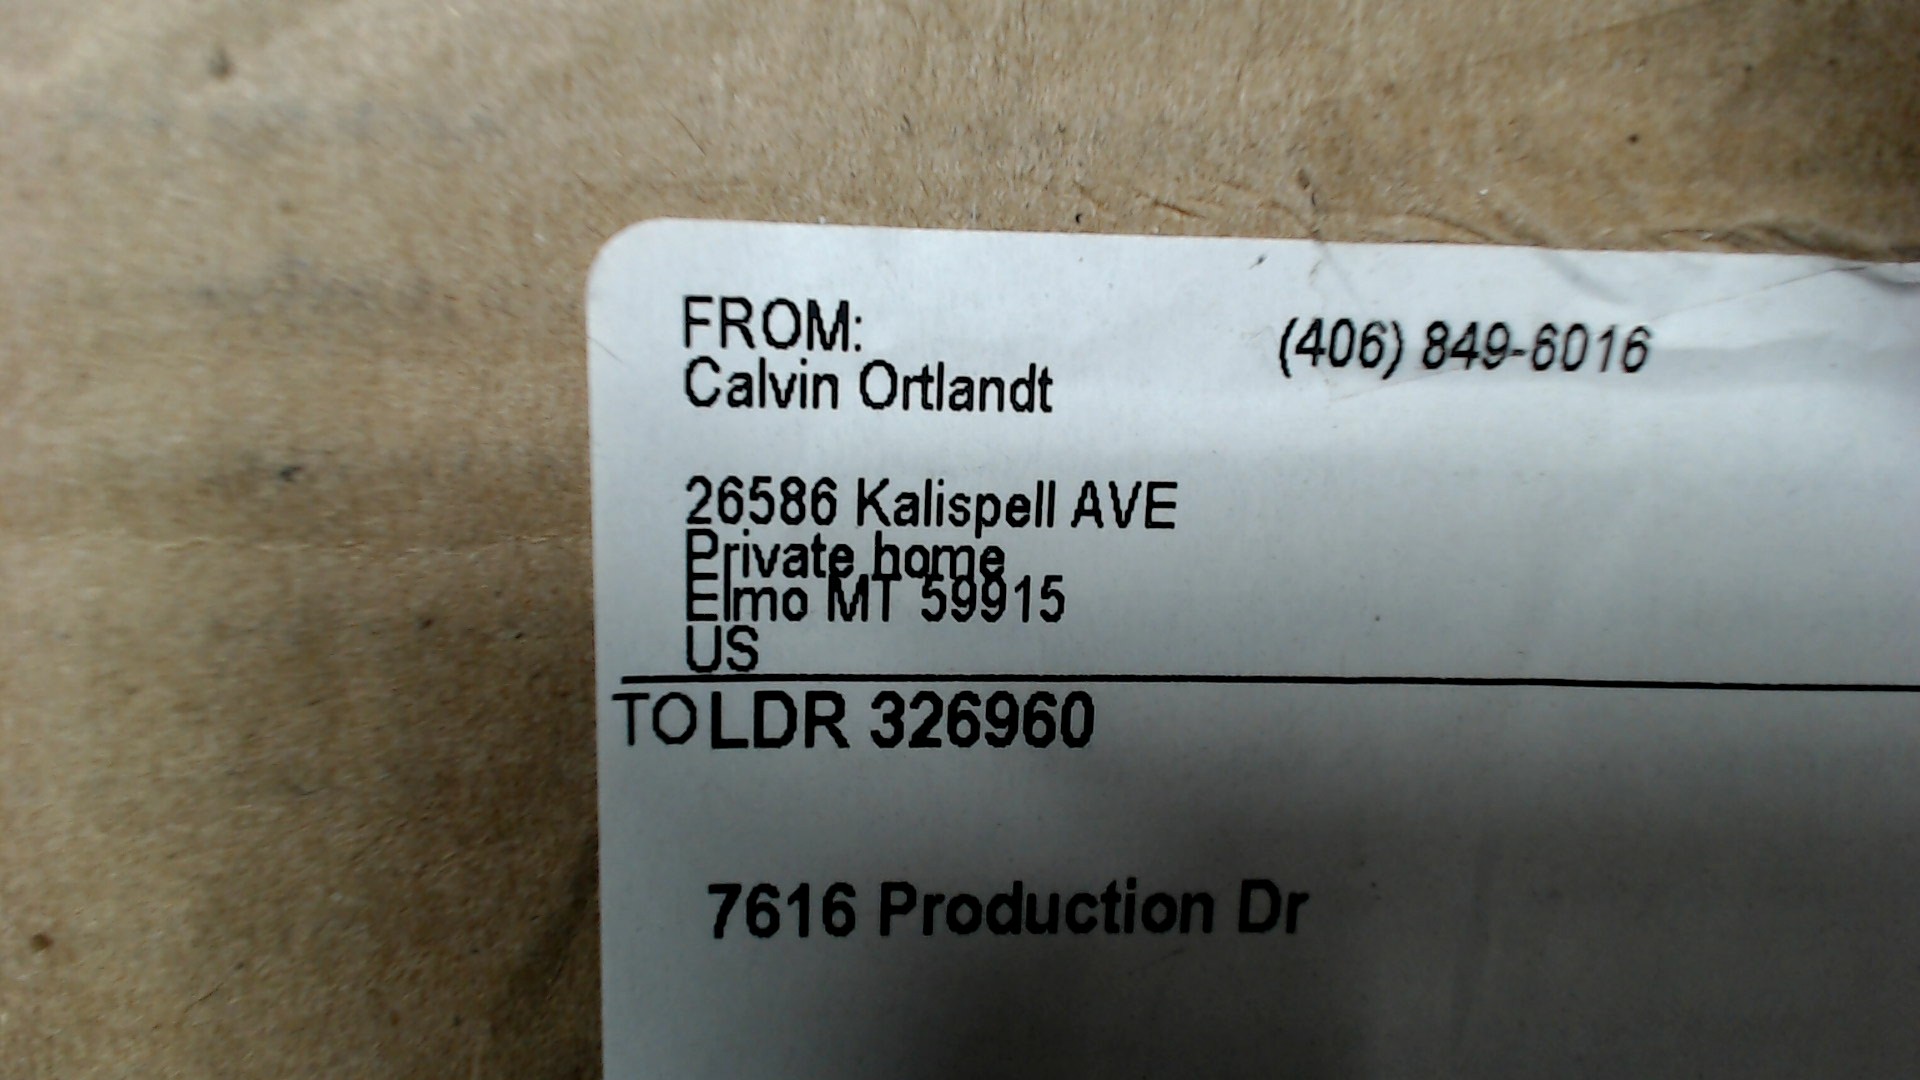 FROM:
Calvin Ortlandt
(406) 849-6016
26586 Kalispell AVE
Private home
Elmo MT 59915
US
TO LDR 326960
7616 Production Dr